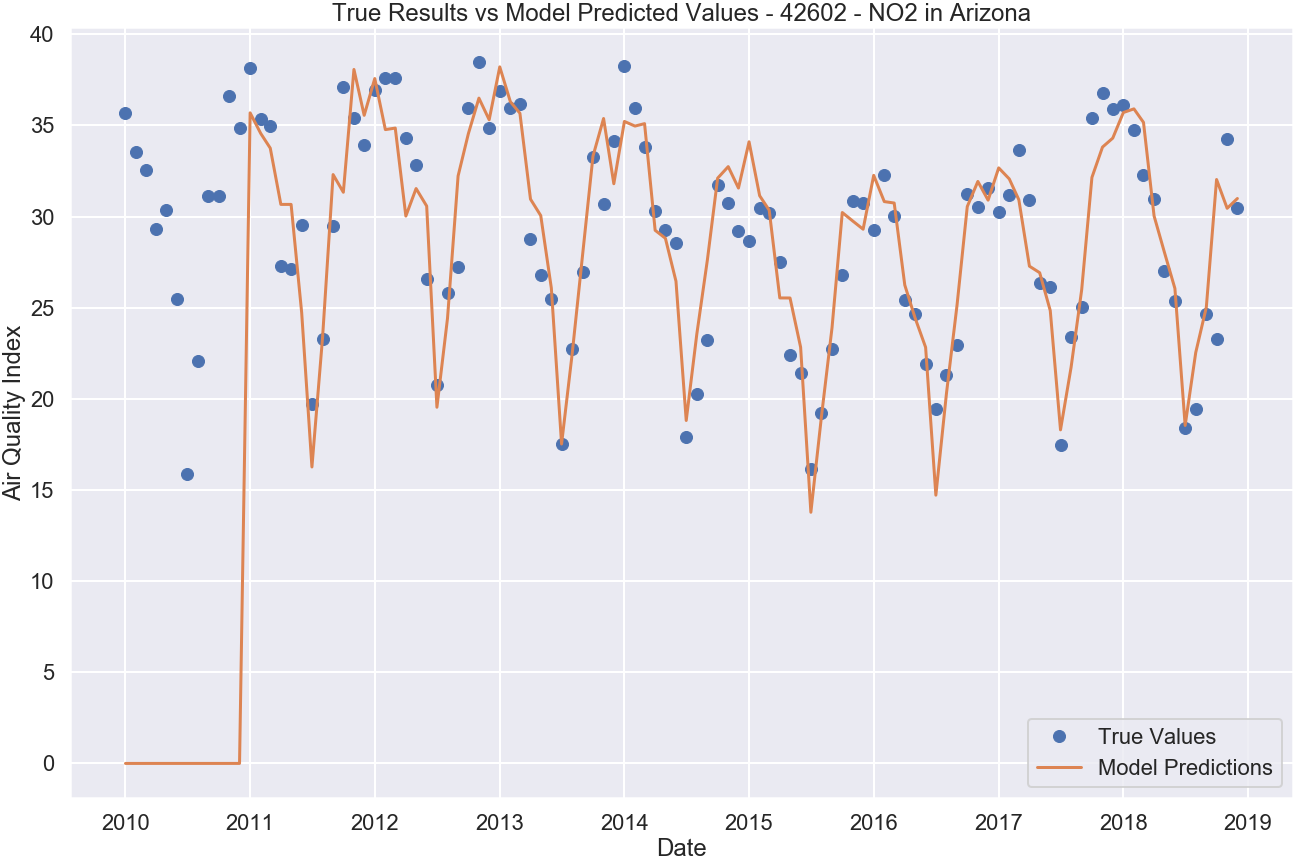 True Results vs Model Predicted Values - 42602 - NO2 in Arizona
Air Quality Index
40
35
30
25
20
15
10
5
0
2010 2011 2012 2013 2014 2015 2016 2017 2018 2019
Date
True Values
Model Predictions